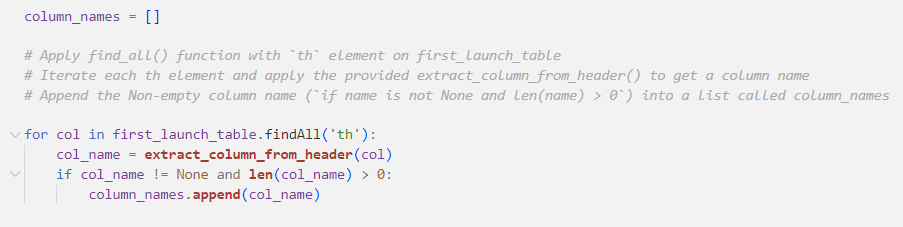 column_names = []
# Apply find_all() function with `th` element on first_launch_table
# Iterate each th element and apply the provided extract_column_from_header() to get a column name
# Append the Non-empty column name (`if name is not None and len(name) > 0`) into a list called column_names
for col in first_launch_table.findAll('th'):
    col_name = extract_column_from_header(col)
    if col_name != None and len(col_name) > 0:
        column_names.append(col_name)